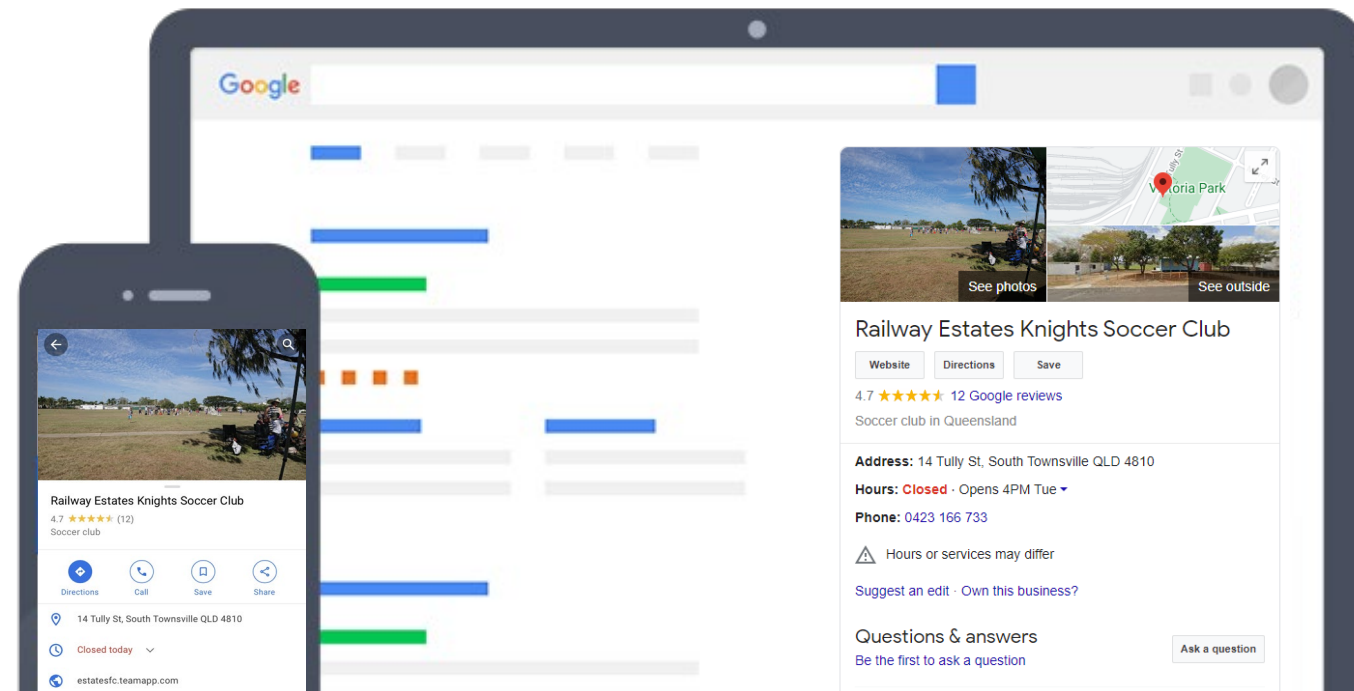 Google
Tully St
Victoria Park
See photos
See outside
Railway Estates Knights Soccer Club
Website Directions Save
4.7 12 Google reviews
Soccer club in Queensland
Address: 14 Tully St, South Townsville QLD 4810
Hours: Closed · Opens 4PM Tue
Phone: 0423 166 733
Hours or services may differ
Suggest an edit · Own this business?
Questions & answers
Be the first to ask a question
Ask a question
Railway Estates Knights Soccer Club
4.7 (12)
Soccer club
Directions Call Save Share
14 Tully St, South Townsville QLD 4810
Closed today
estatesfc.teamapp.com